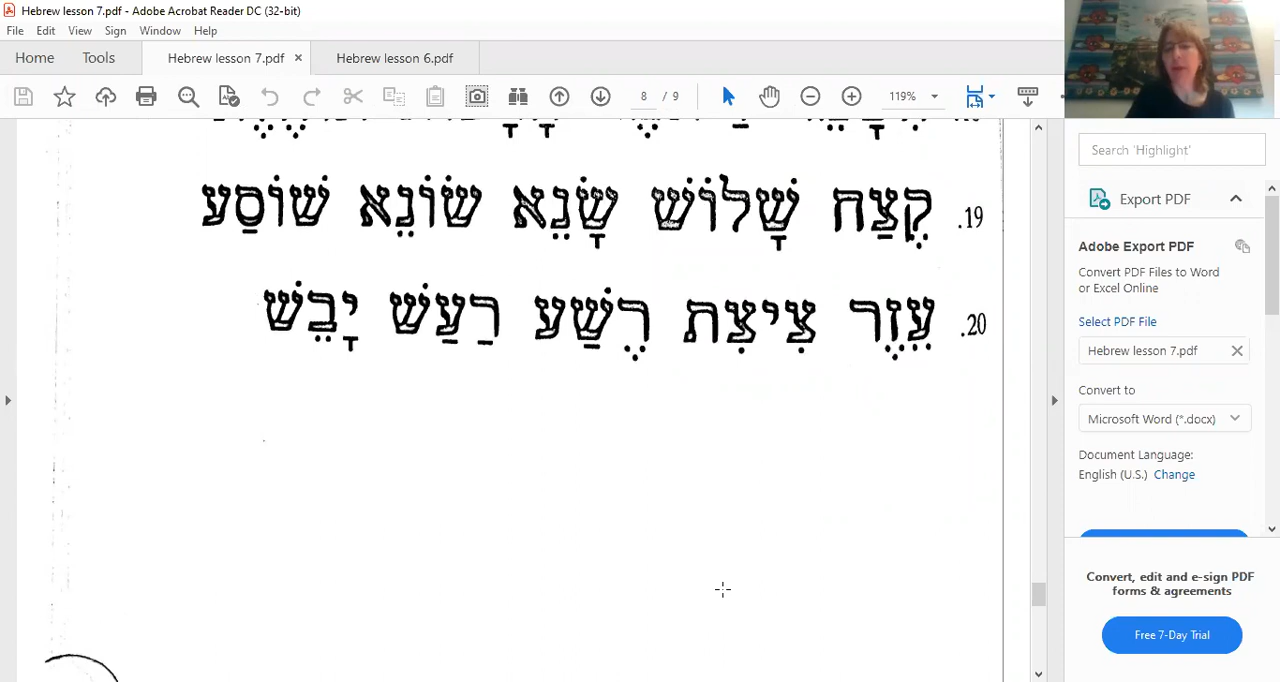 Hebrew lesson 7.pdf - Adobe Acrobat Reader DC (32-bit)
File Edit View Sign Window Help
Home Tools Hebrew lesson 7.pdf × Hebrew lesson 6.pdf
8 / 9 119%
.19 קֶצַח שָׁלוֹשׁ שָׂנֵא שׂוֹנֵא שׁוֹסַע
.20 עֵזֶר צִיצִת רֶשַׁע רַעַשׁ יָבֵשׁ
Search 'Highlight'
Export PDF
Adobe Export PDF
Convert PDF Files to Word
or Excel Online
Select PDF File
Hebrew lesson 7.pdf
Convert to
Microsoft Word (*.docx)
Document Language:
English (U.S.) Change
Convert, edit and e-sign PDF
forms & agreements
Free 7-Day Trial